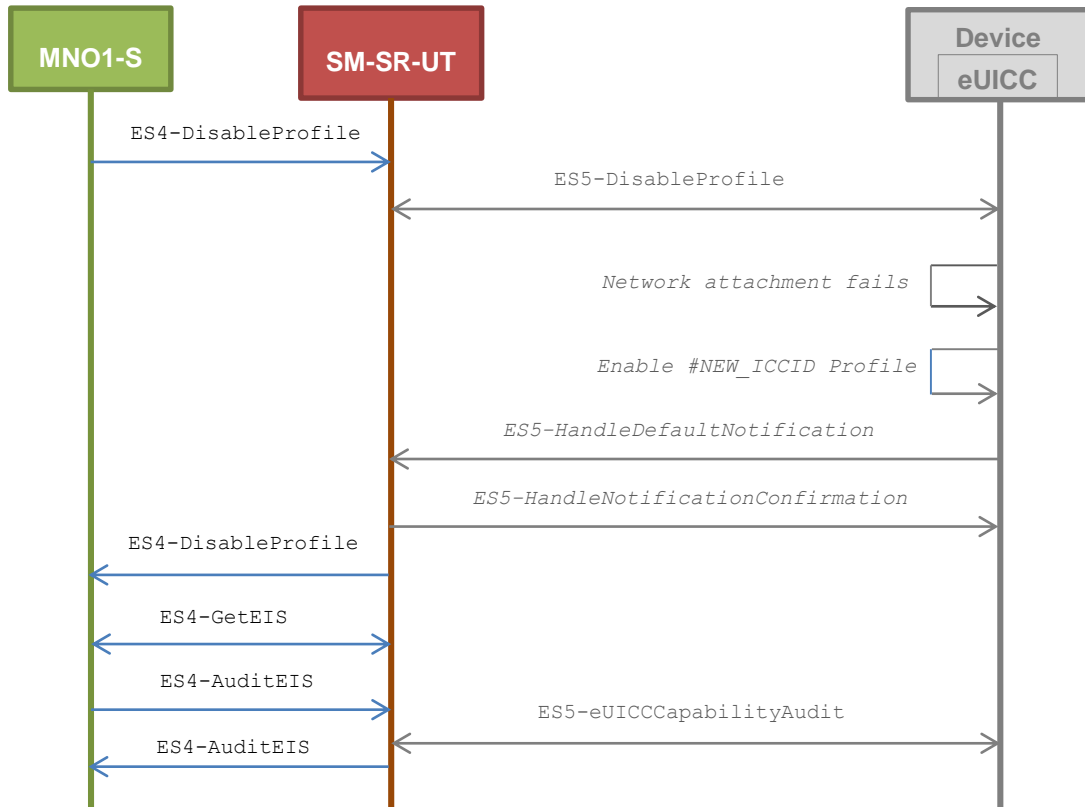 MNO1-S
SM-SR-UT
Device
eUICC
ES4-DisableProfile
ES5-DisableProfile
Network attachment fails
Enable #NEW_ICCID Profile
ES5-HandleDefaultNotification
ES5-HandleNotificationConfirmation
ES4-DisableProfile
ES4-GetEIS
ES4-AuditEIS
ES5-eUICCCapabilityAudit
ES4-AuditEIS